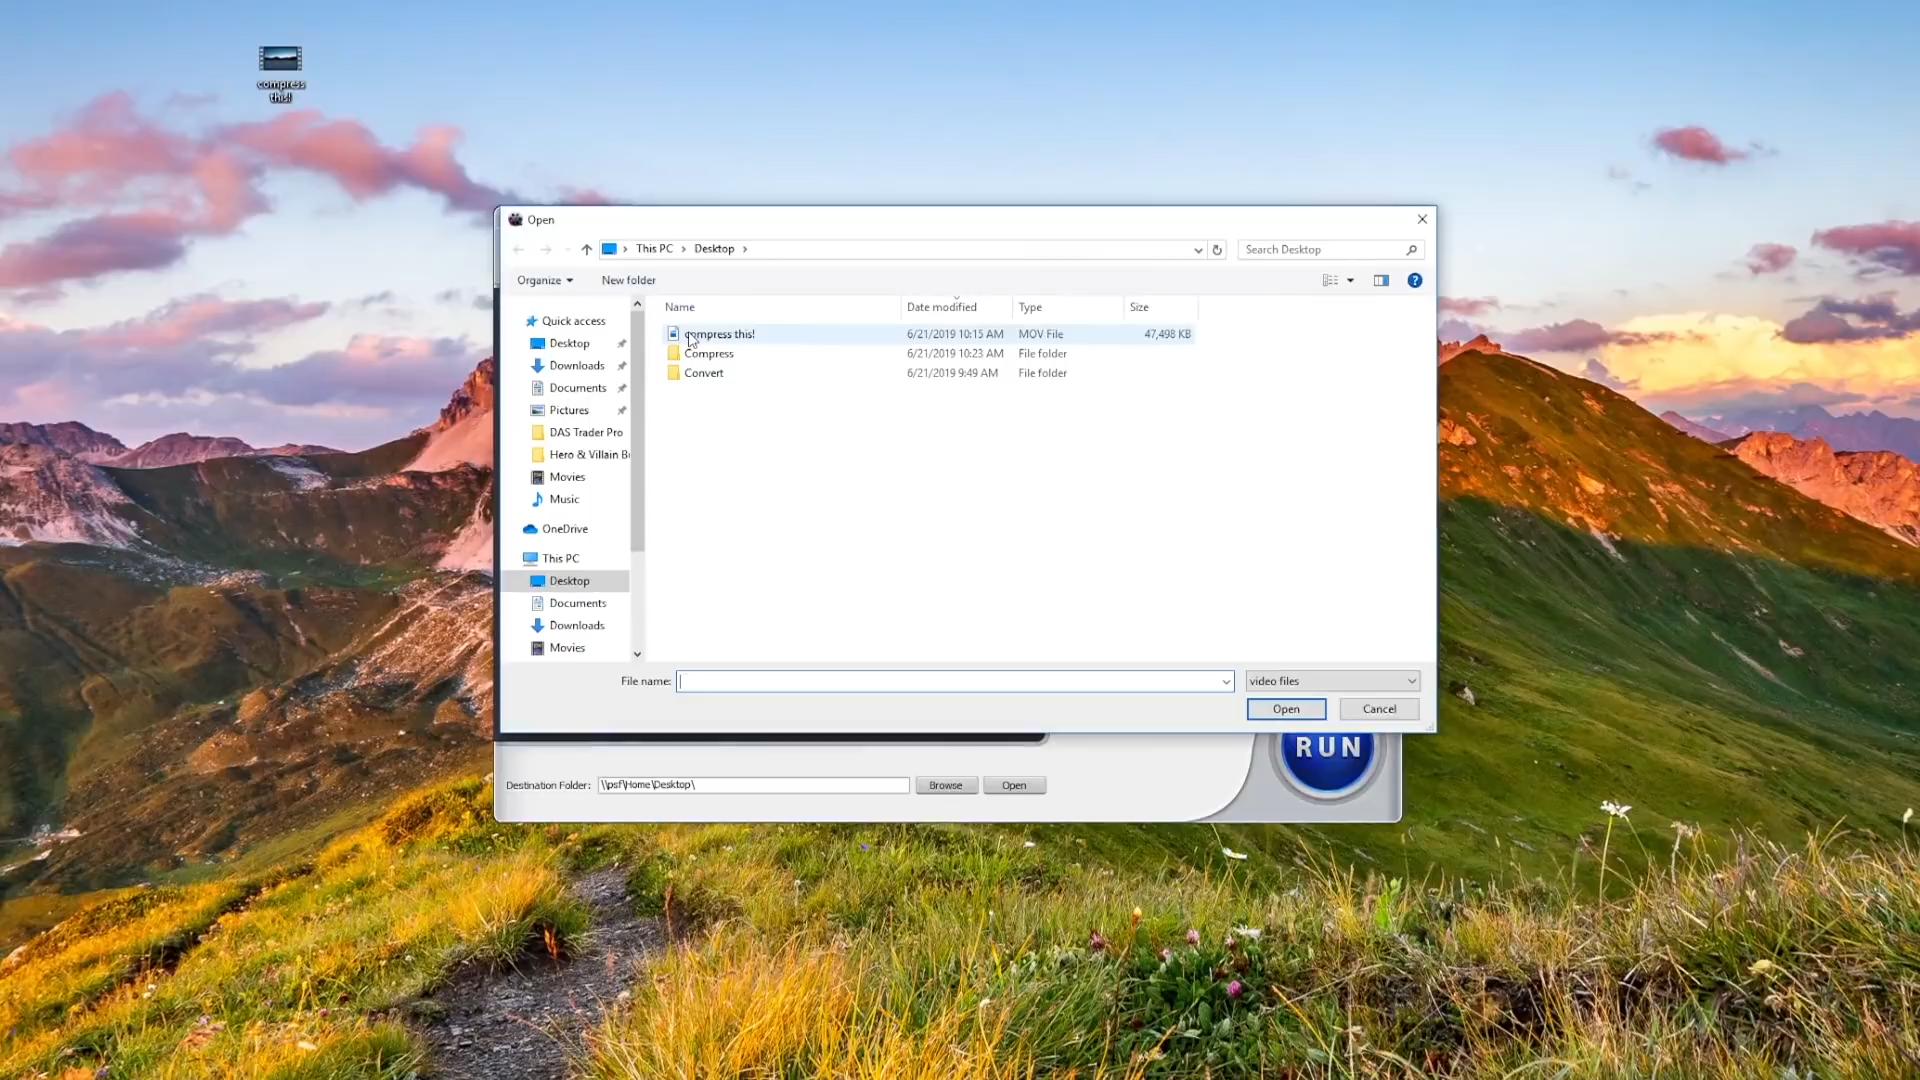 compress
this!
Open
This PC
Desktop
Search Desktop
Organize
New folder
Name
Date modified
Type
Size
Quick access
Desktop
Downloads
Documents
Pictures
DAS Trader Pro
Hero & Villain B
Movies
Music
OneDrive
This PC
Desktop
Documents
Downloads
Movies
compress this!
6/21/2019 10:15 AM
MOV File
47,498 KB
Compress
6/21/2019 10:23 AM
File folder
Convert
6/21/2019 9:49 AM
File folder
File name:
video files
Open
Cancel
RUN
Destination Folder:
\\psf\Home\Desktop\
Browse
Open